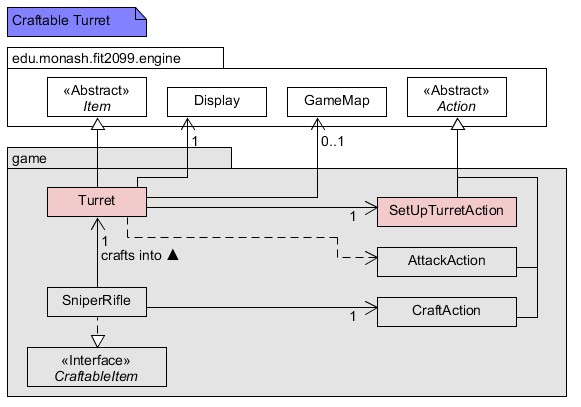 Craftable Turret
edu.monash.fit2099.engine
«Abstract»
Item
Display
GameMap
«Abstract»
Action
1
0..1
game
Turret
1
SetUpTurretAction
1
crafts into ▲
AttackAction
SniperRifle
1
CraftAction
«Interface»
CraftableItem